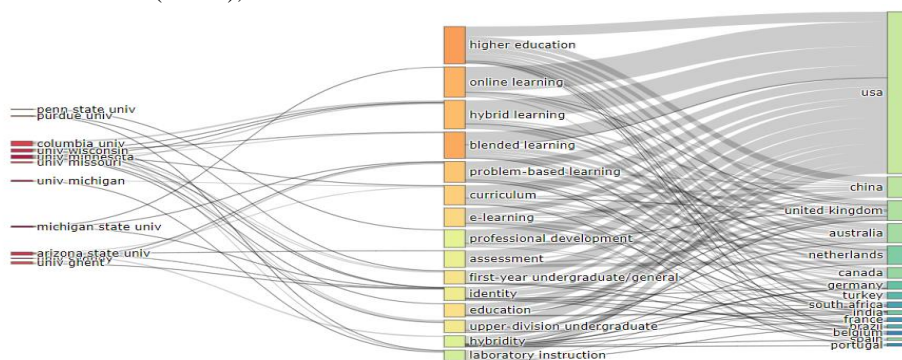 penn state univ
purdue univ
columbia univ
univ wisconsin
univ minnesota
univ missouri
univ michigan
michigan state univ
arizona state univ
univ ghent
higher education
online learning
hybrid learning
blended learning
problem-based learning
curriculum
e-learning
professional development
assessment
first-year undergraduate/general
identity
education
upper-division undergraduate
hybridity
laboratory instruction
usa
china
united kingdom
australia
netherlands
canada
germany
turkey
south africa
india
france
brazil
belgium
spain
portugal